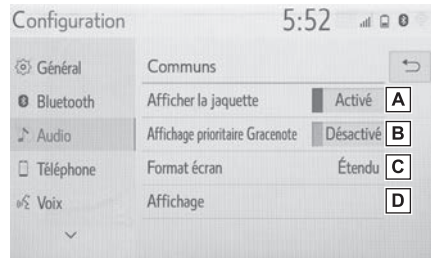 Configuration 5:52
Général
Bluetooth
Audio
Téléphone
Voix
Communs
Afficher la jaquette Activé A
Affichage prioritaire Gracenote Désactivé B
Format écran Étendu C
Affichage D